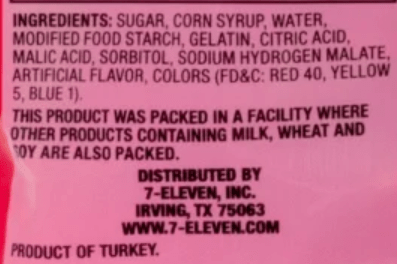 INGREDIENTS: SUGAR, CORN SYRUP, WATER,
MODIFIED FOOD STARCH, GELATIN, CITRIC ACID,
MALIC ACID, SORBITOL, SODIUM HYDROGEN MALATE,
ARTIFICIAL FLAVOR, COLORS (FD&C: RED 40, YELLOW
5, BLUE 1).
THIS PRODUCT WAS PACKED IN A FACILITY WHERE
OTHER PRODUCTS CONTAINING MILK, WHEAT AND
SOY ARE ALSO PACKED.
DISTRIBUTED BY
7-ELEVEN, INC.
IRVING, TX 75063
WWW.7-ELEVEN.COM
PRODUCT OF TURKEY.